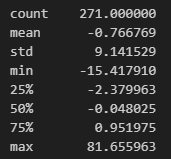 count 271.000000
mean -0.766769
std 9.141529
min -15.417910
25% -2.379963
50% -0.048025
75% 0.951975
max 81.655963